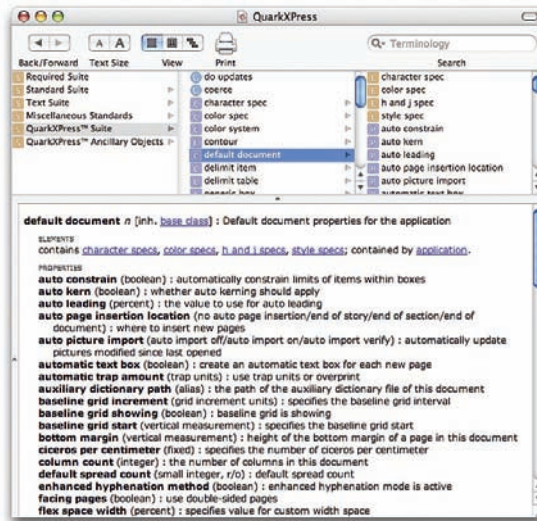 QuarkXPress
A A
Q- Terminology
Back/Forward Text Size View Print Search
Required Suite
Standard Suite
Text Suite
Miscellaneous Standards
QuarkXPress™ Suite
QuarkXPress™ Ancillary Objects
do updates
coerce
character spec
color spec
color system
contour
default document
delimit item
delimit table
generic box
character spec
color spec
h and j spec
style spec
auto constrain
auto kern
auto leading
auto page insertion location
auto picture import
automatic text box
default document n [inh. base class] : Default document properties for the application
ELEMENTS
contains character specs, color specs, h and j specs, style specs; contained by application.
PROPERTIES
auto constrain (boolean) : automatically constrain limits of items within boxes
auto kern (boolean) : whether auto kerning should apply
auto leading (percent) : the value to use for auto leading
auto page insertion location (no auto page insertion/end of story/end of section/end of
document) : where to insert new pages
auto picture import (auto import off/auto import on/auto import verify) : automatically update
pictures modified since last opened
automatic text box (boolean) : create an automatic text box for each new page
automatic trap amount (trap units) : use trap units or overprint
auxiliary dictionary path (alias) : the path of the auxiliary dictionary file of this document
baseline grid increment (grid increment units) : specifies the baseline grid interval
baseline grid showing (boolean) : baseline grid is showing
baseline grid start (vertical measurement) : specifies the baseline grid start
bottom margin (vertical measurement) : height of the bottom margin of a page in this document
ciceros per centimeter (fixed) : specifies the number of ciceros per centimeter
column count (integer) : the number of columns in this document
default spread count (small integer, r/o) : default spread count
enhanced hyphenation method (boolean) : enhanced hyphenation mode is active
facing pages (boolean) : use double-sided pages
flex space width (percent) : specifies value for custom width space